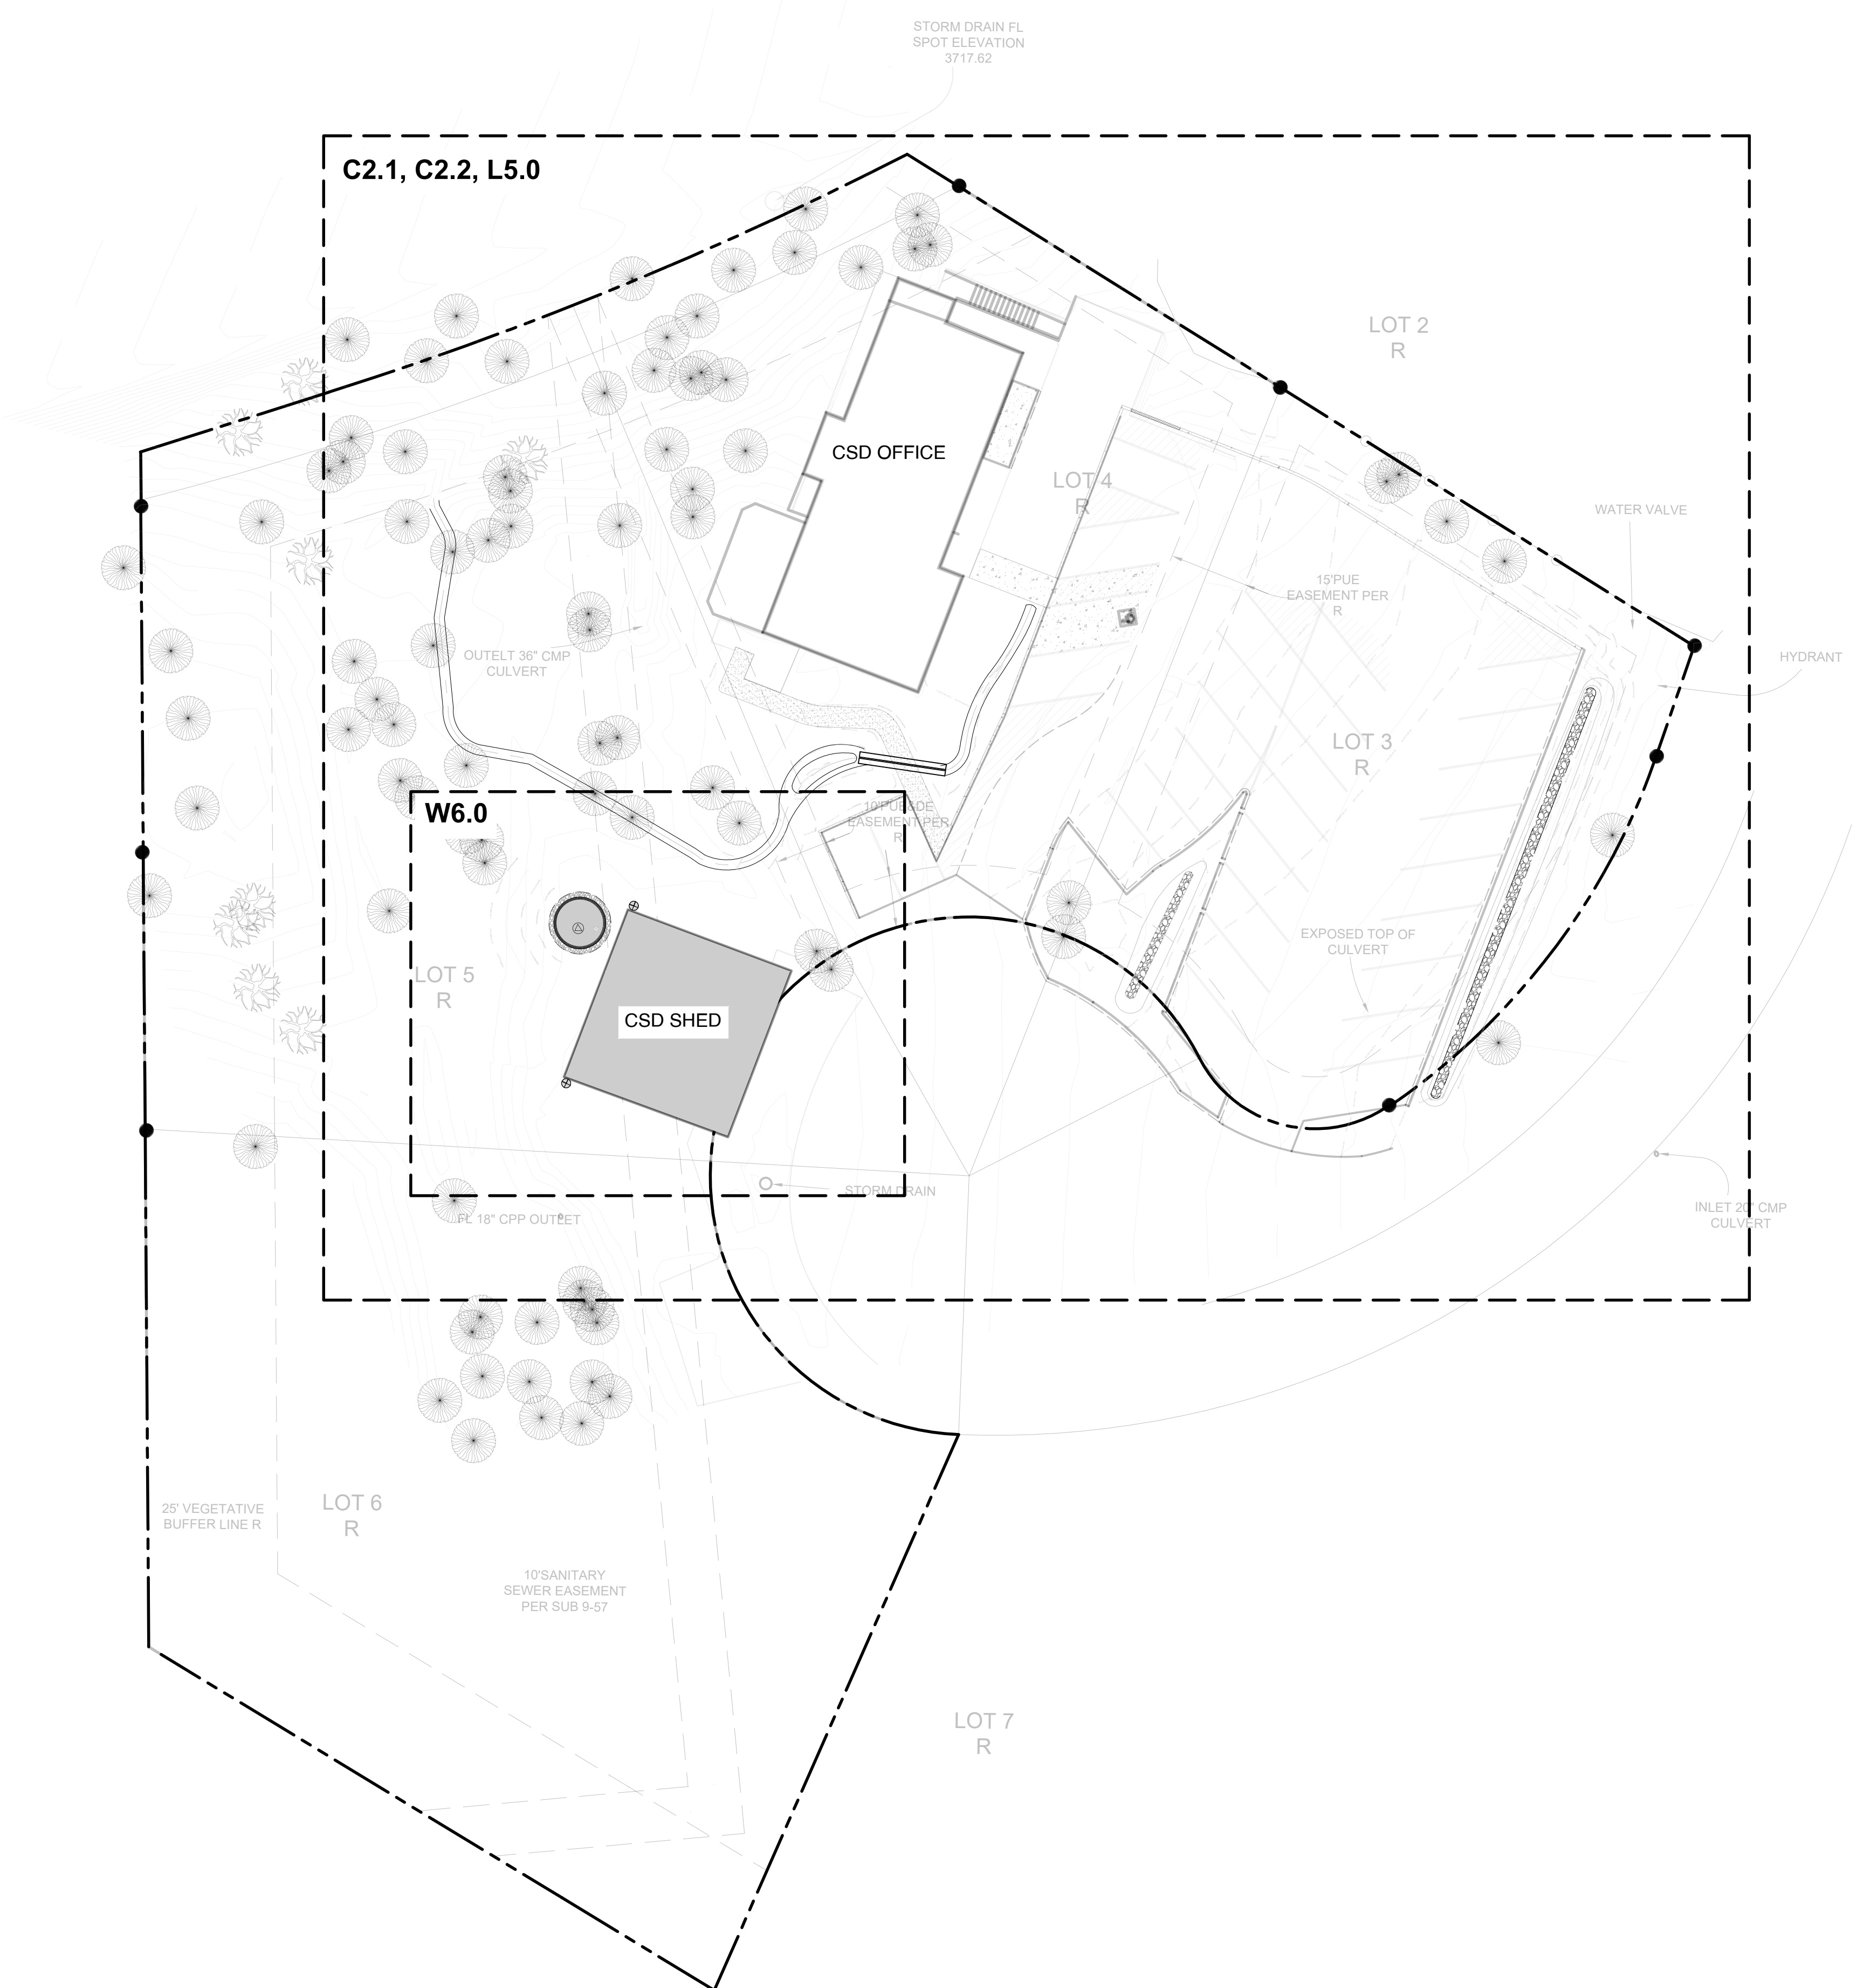 STORM DRAIN FL
SPOT ELEVATION
3717.62
C2.1, C2.2, L5.0
LOT 2
R
CSD OFFICE
LOT 4
R
WATER VALVE
15'PUE
EASEMENT PER
R
OUTELT 36" CMP
CULVERT
HYDRANT
LOT 3
R
W6.0
10'PUE&DE
EASEMENT PER
R
EXPOSED TOP OF
CULVERT
LOT 5
R
CSD SHED
STORM DRAIN
FL 18" CPP OUTLET
INLET 20" CMP
CULVERT
LOT 6
R
25' VEGETATIVE
BUFFER LINE R
10'SANITARY
SEWER EASEMENT
PER SUB 9-57
LOT 7
R